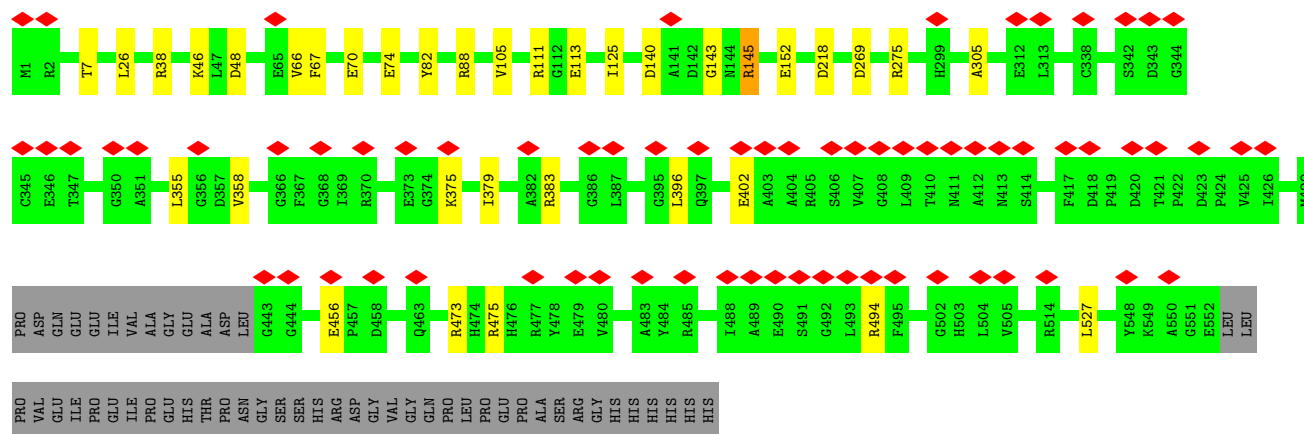 M1 R2 T7 L26 R38 K46 L47 D48 E65 V66 F67 E70 E74 Y82 R88 V105 R111 G112 E113 I125 D140 A141 D142 G143 N144 R145 E152 D218 D269 R275 H299 A305 E312 L313 C338 S342 D343 G344
C345 E346 T347 G350 A351 L355 G356 D357 V358 G366 F367 G368 I369 R370 E373 G374 K375 I379 A382 R383 G386 L387 G395 L396 Q397 E402 A403 A404 R405 S406 V407 G408 L409 T410 N411 A412 N413 S414 F417 D418 P419 D420 T421 P422 D423 P424 V425 I426
PRO ASP GLN GLU GLU ILE VAL ALA GLY GLU ALA ASP LEU G443 G444 E456 P457 D458 Q463 R473 H474 R475 H476 R477 Y478 E479 V480 A483 Y484 R485 I488 A489 E490 S491 G492 L493 R494 F495 G502 H503 L504 V505 R514 L527 Y548 K549 A550 G551 E552 LEU LEU
PRO VAL GLU ILE PRO GLU ILE PRO GLU HIS THR PRO ASN GLY SER SER HIS ARG ASP GLY VAL GLY GLN PRO LEU PRO GLU PRO ALA SER ARG GLY HIS HIS HIS HIS HIS HIS